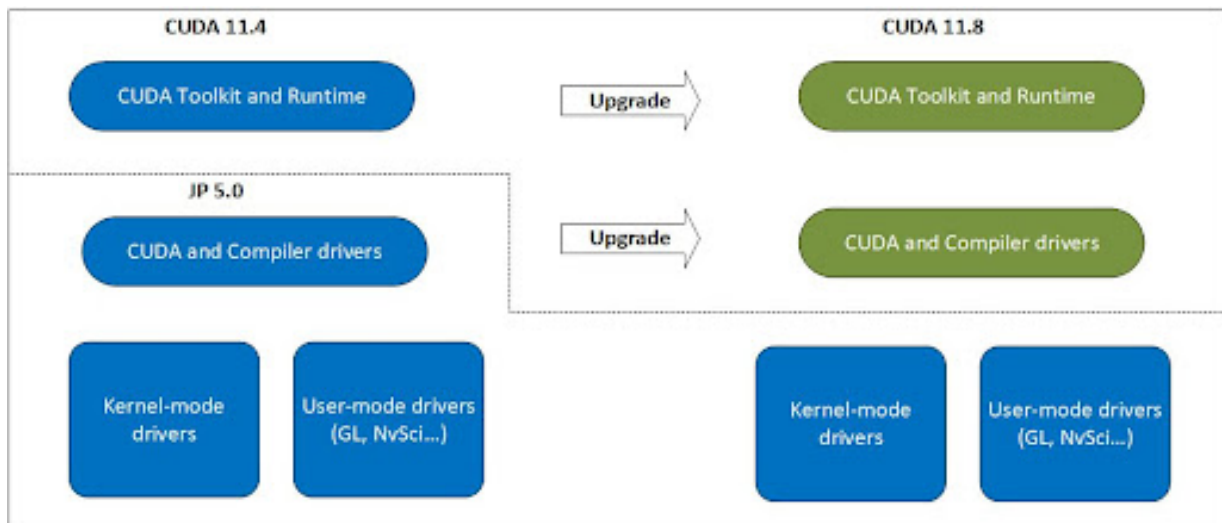 CUDA 11.4
CUDA 11.8
CUDA Toolkit and Runtime
Upgrade
CUDA Toolkit and Runtime
JP 5.0
CUDA and Compiler drivers
Upgrade
CUDA and Compiler drivers
Kernel-mode
drivers
User-mode drivers
(GL, NvSci...)
Kernel-mode
drivers
User-mode drivers
(GL, NvSci...)